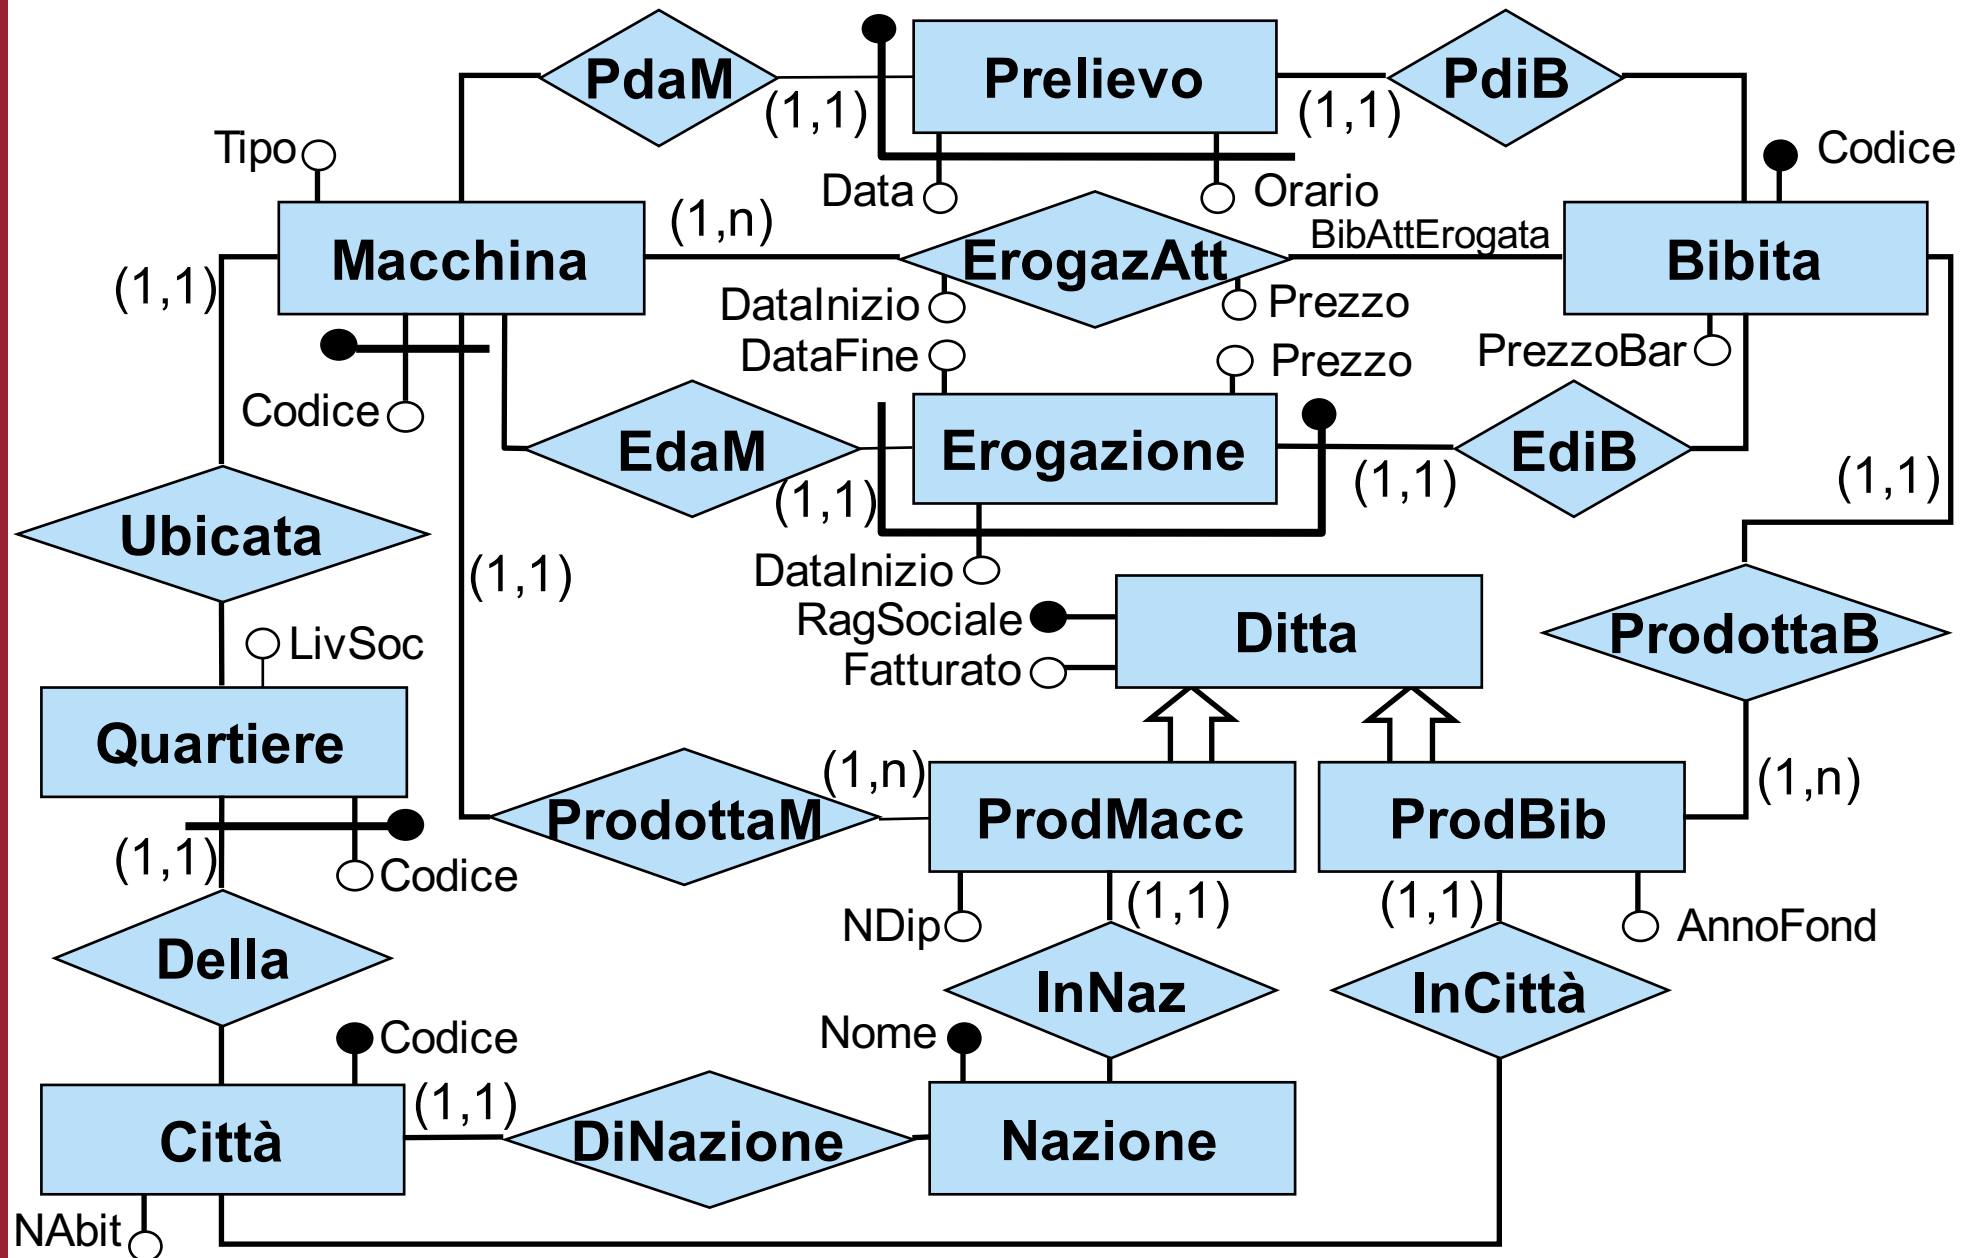 PdaM
Prelievo
PdiB
(1,1)
(1,1)
Tipo
Codice
Data
Orario
(1,n)
BibAttErogata
Macchina
ErogazAtt
Bibita
(1,1)
DataInizio
Prezzo
DataFine
Prezzo
PrezzoBar
Codice
EdaM
Erogazione
EdiB
(1,1)
(1,1)
(1,1)
Ubicata
(1,1)
DataInizio
RagSociale
Ditta
ProdottaB
LivSoc
Fatturato
Quartiere
(1,n)
(1,n)
ProdottaM
ProdMacc
ProdBib
(1,1)
Codice
(1,1)
(1,1)
NDip
AnnoFond
Della
InNaz
InCittà
Codice
Nome
(1,1)
Città
DiNazione
Nazione
NAbit